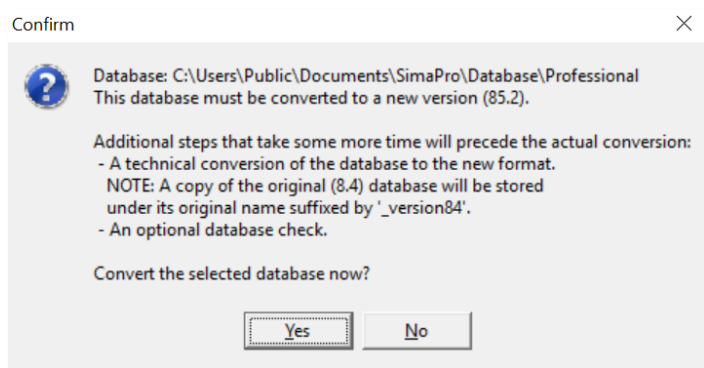 Confirm
Database: C:\Users\Public\Documents\SimaPro\Database\Professional
This database must be converted to a new version (85.2).
Additional steps that take some more time will precede the actual conversion:
- A technical conversion of the database to the new format.
NOTE: A copy of the original (8.4) database will be stored
under its original name suffixed by '_version84'.
- An optional database check.
Convert the selected database now?
Yes
No